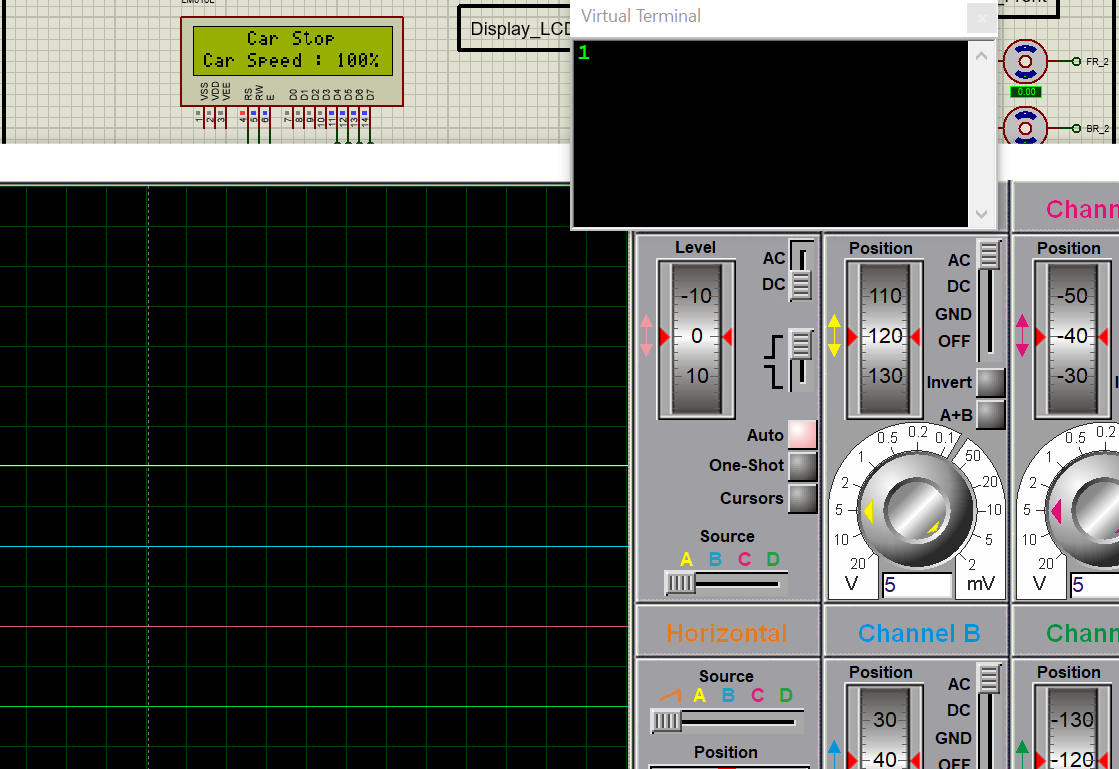 Virtual Terminal
Display_LCD
1
Car Stop
Car Speed : 100%
FR_2
0.00
BR_2
VSS
VDD
VEE
RS
RW
E
D0
D1
D2
D3
D4
D5
D6
D7
1
2
3
4
5
6
7
8
9
10
11
12
13
14
Level
AC
DC
-10
0
10
Auto
One-Shot
Cursors
Source
A B C D
Position
AC
DC
GND
OFF
110
120
130
Invert
A+B
0.5 0.2 0.1
1 50
2 20
5 10
10 5
20 2
V 5 mV
Position
-50
-40
-30
0.5 0.2
1
2
5
10
20
V 5
Horizontal
Source
A B C D
Position
Channel B
Position
AC
DC
GND
OFF
30
40
Position
-130
-120